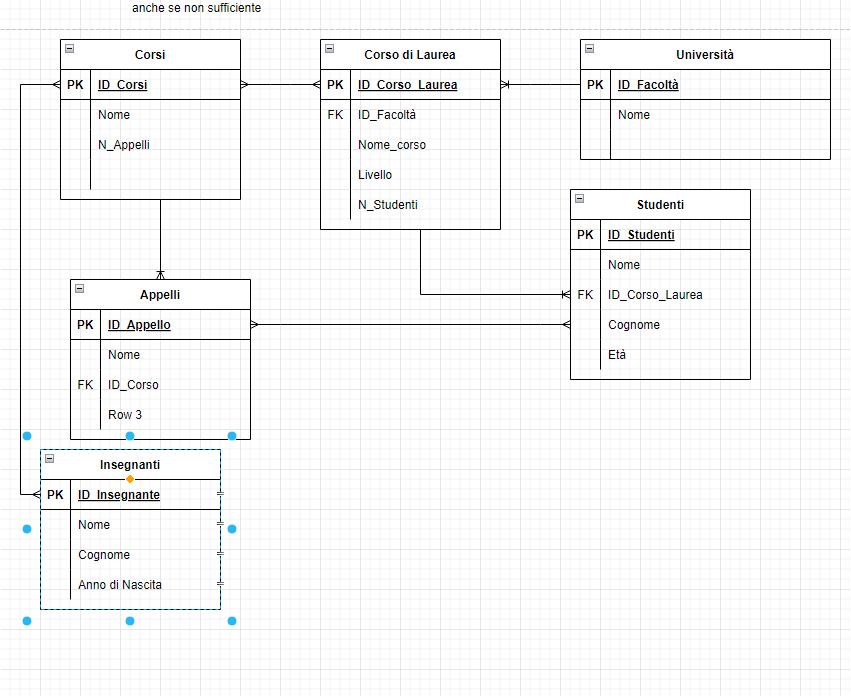 anche se non sufficiente
Corsi
PK ID_Corsi
Nome
N_Appelli
Corso di Laurea
PK ID_Corso_Laurea
FK ID_Facoltà
Nome_corso
Livello
N_Studenti
Università
PK ID_Facoltà
Nome
Studenti
PK ID_Studenti
Nome
FK ID_Corso_Laurea
Cognome
Età
Appelli
PK ID_Appello
Nome
FK ID_Corso
Row 3
Insegnanti
PK ID_Insegnante
Nome
Cognome
Anno di Nascita